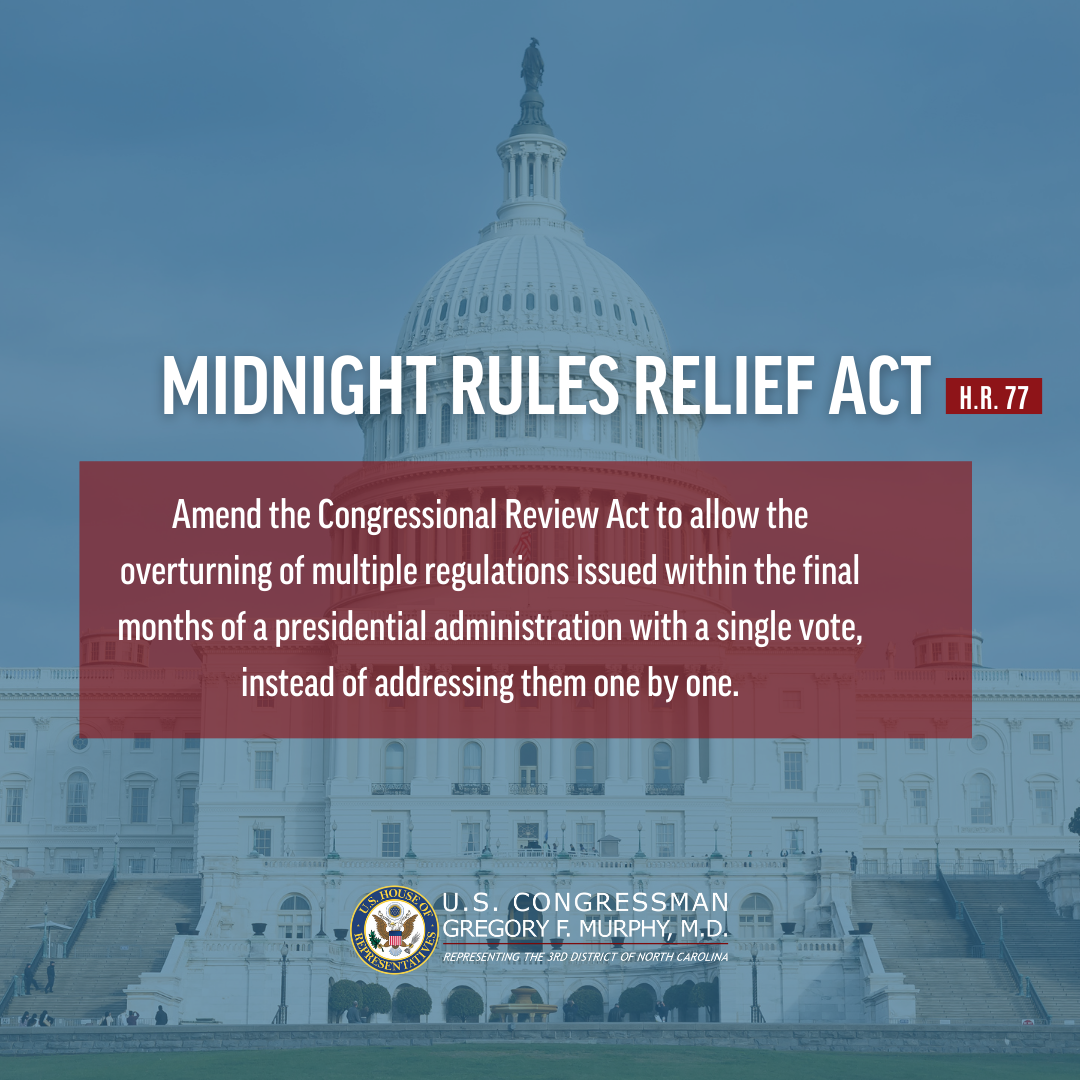 MIDNIGHT RULES RELIEF ACT H.R. 77
Amend the Congressional Review Act to allow the
overturning of multiple regulations issued within the final
months of a presidential administration with a single vote,
instead of addressing them one by one.
U.S. HOUSE OF REPRESENTATIVES
U.S. CONGRESSMAN
GREGORY F. MURPHY, M.D.
REPRESENTING THE 3RD DISTRICT OF NORTH CAROLINA